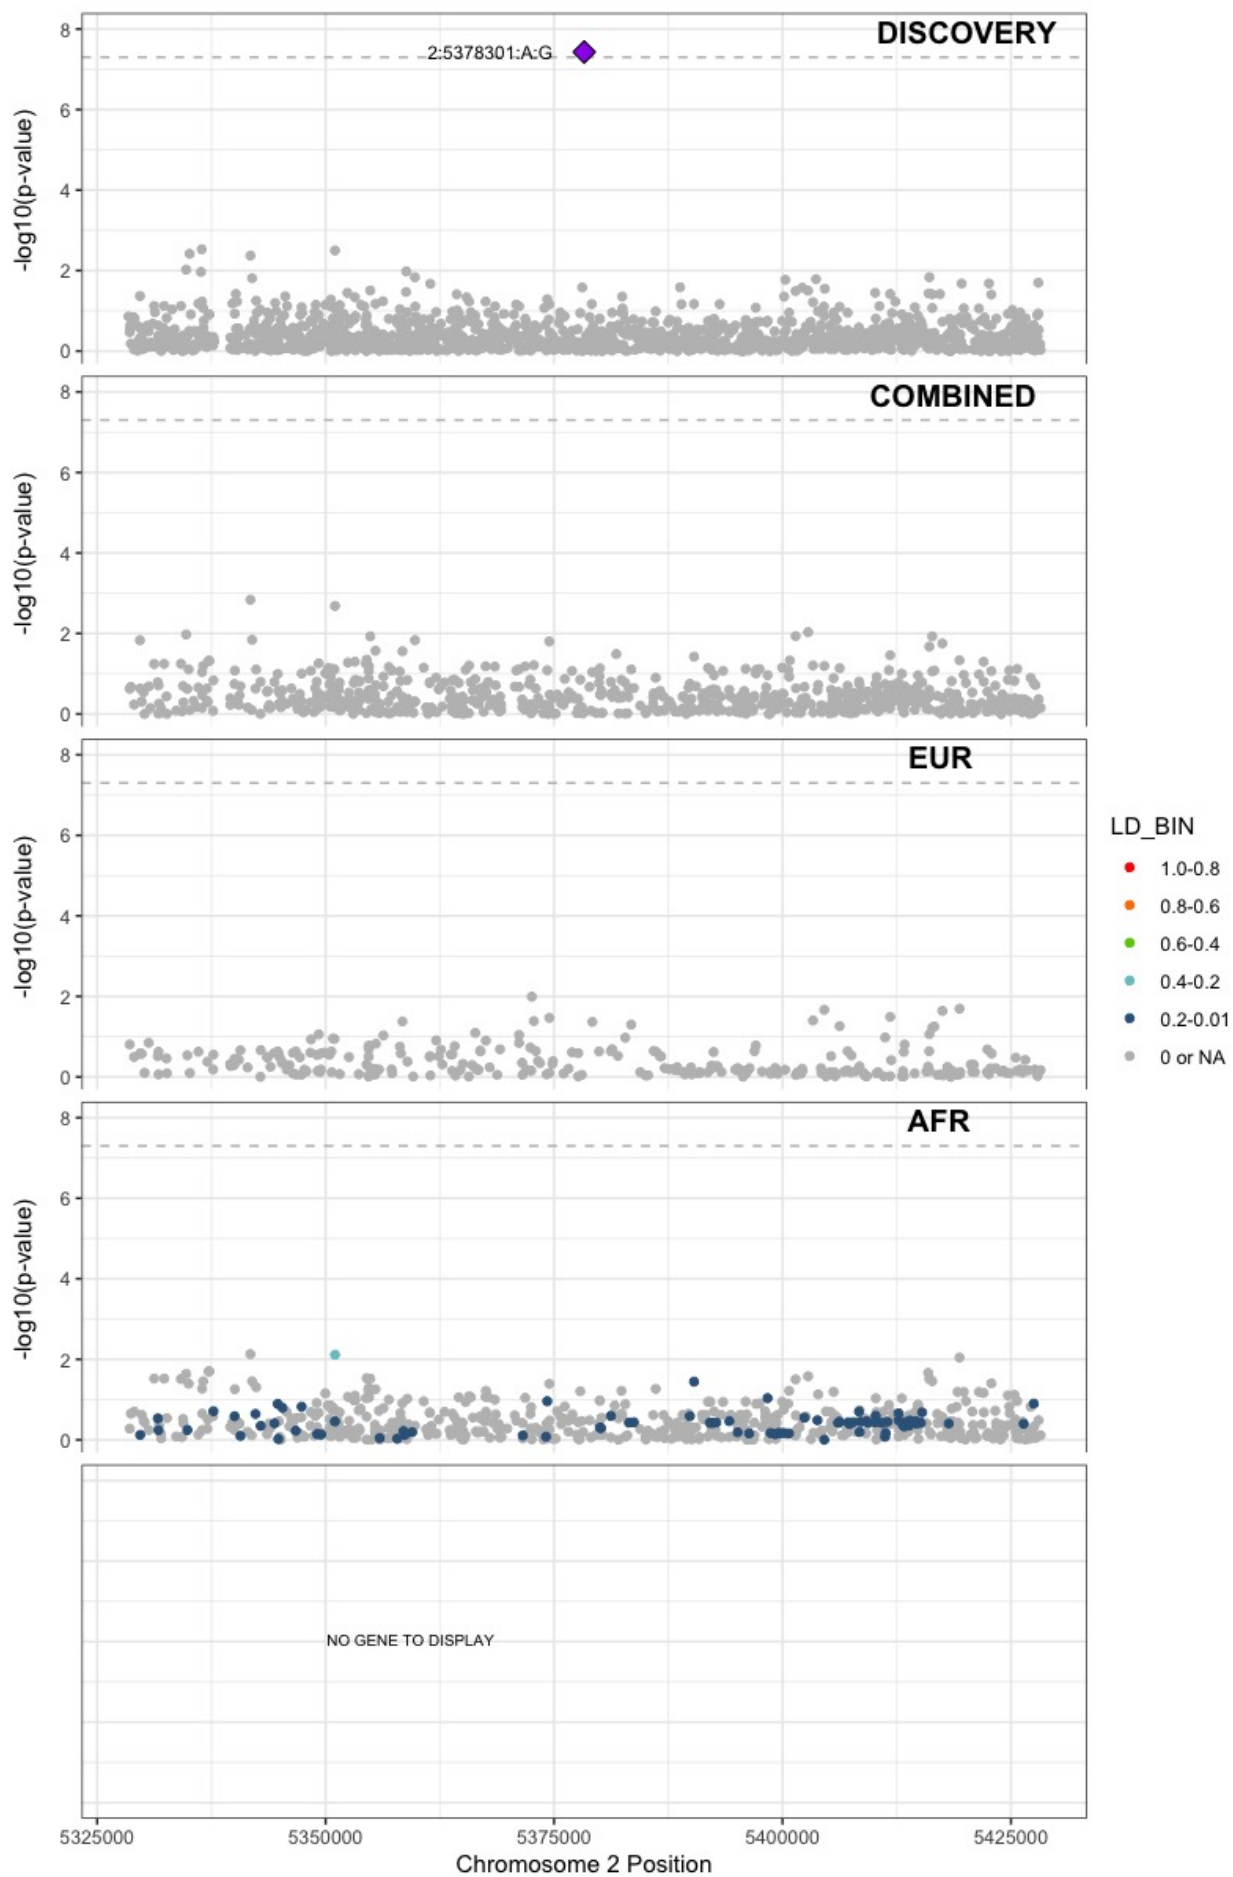 DISCOVERY
2:5378301:A:G
-log10(p-value)
8
6
4
2
0
COMBINED
-log10(p-value)
8
6
4
2
0
EUR
-log10(p-value)
8
6
4
2
0
LD_BIN
1.0-0.8
0.8-0.6
0.6-0.4
0.4-0.2
0.2-0.01
0 or NA
AFR
-log10(p-value)
8
6
4
2
0
NO GENE TO DISPLAY
5325000 5350000 5375000 5400000 5425000
Chromosome 2 Position